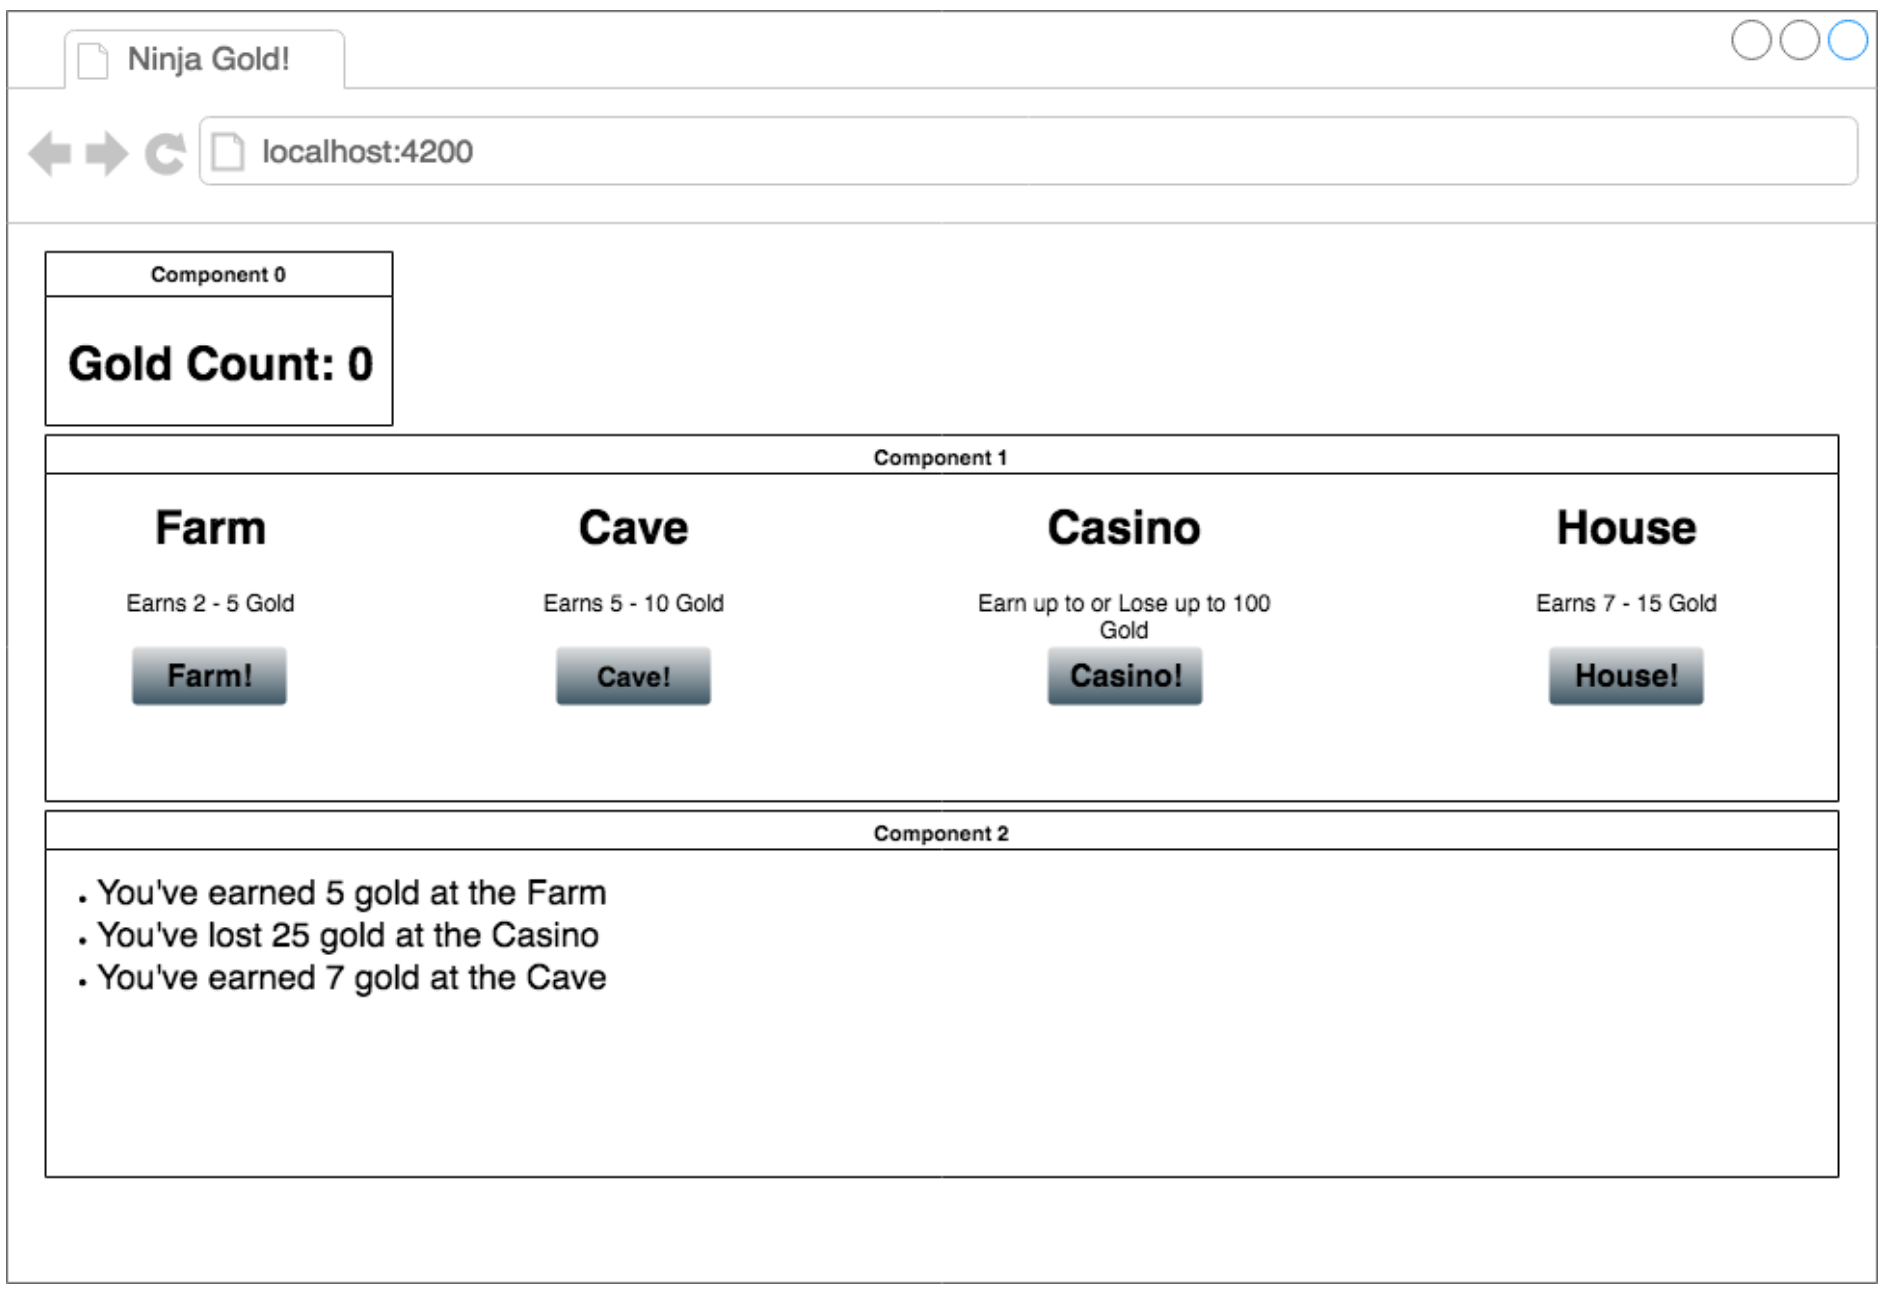 Ninja Gold!
localhost:4200
Component 0
Gold Count: 0
Component 1
Farm
Cave
Casino
House
Earns 2 - 5 Gold
Earns 5 - 10 Gold
Earn up to or Lose up to 100
Gold
Earns 7 - 15 Gold
Farm!
Cave!
Casino!
House!
Component 2
• You've earned 5 gold at the Farm
• You've lost 25 gold at the Casino
• You've earned 7 gold at the Cave